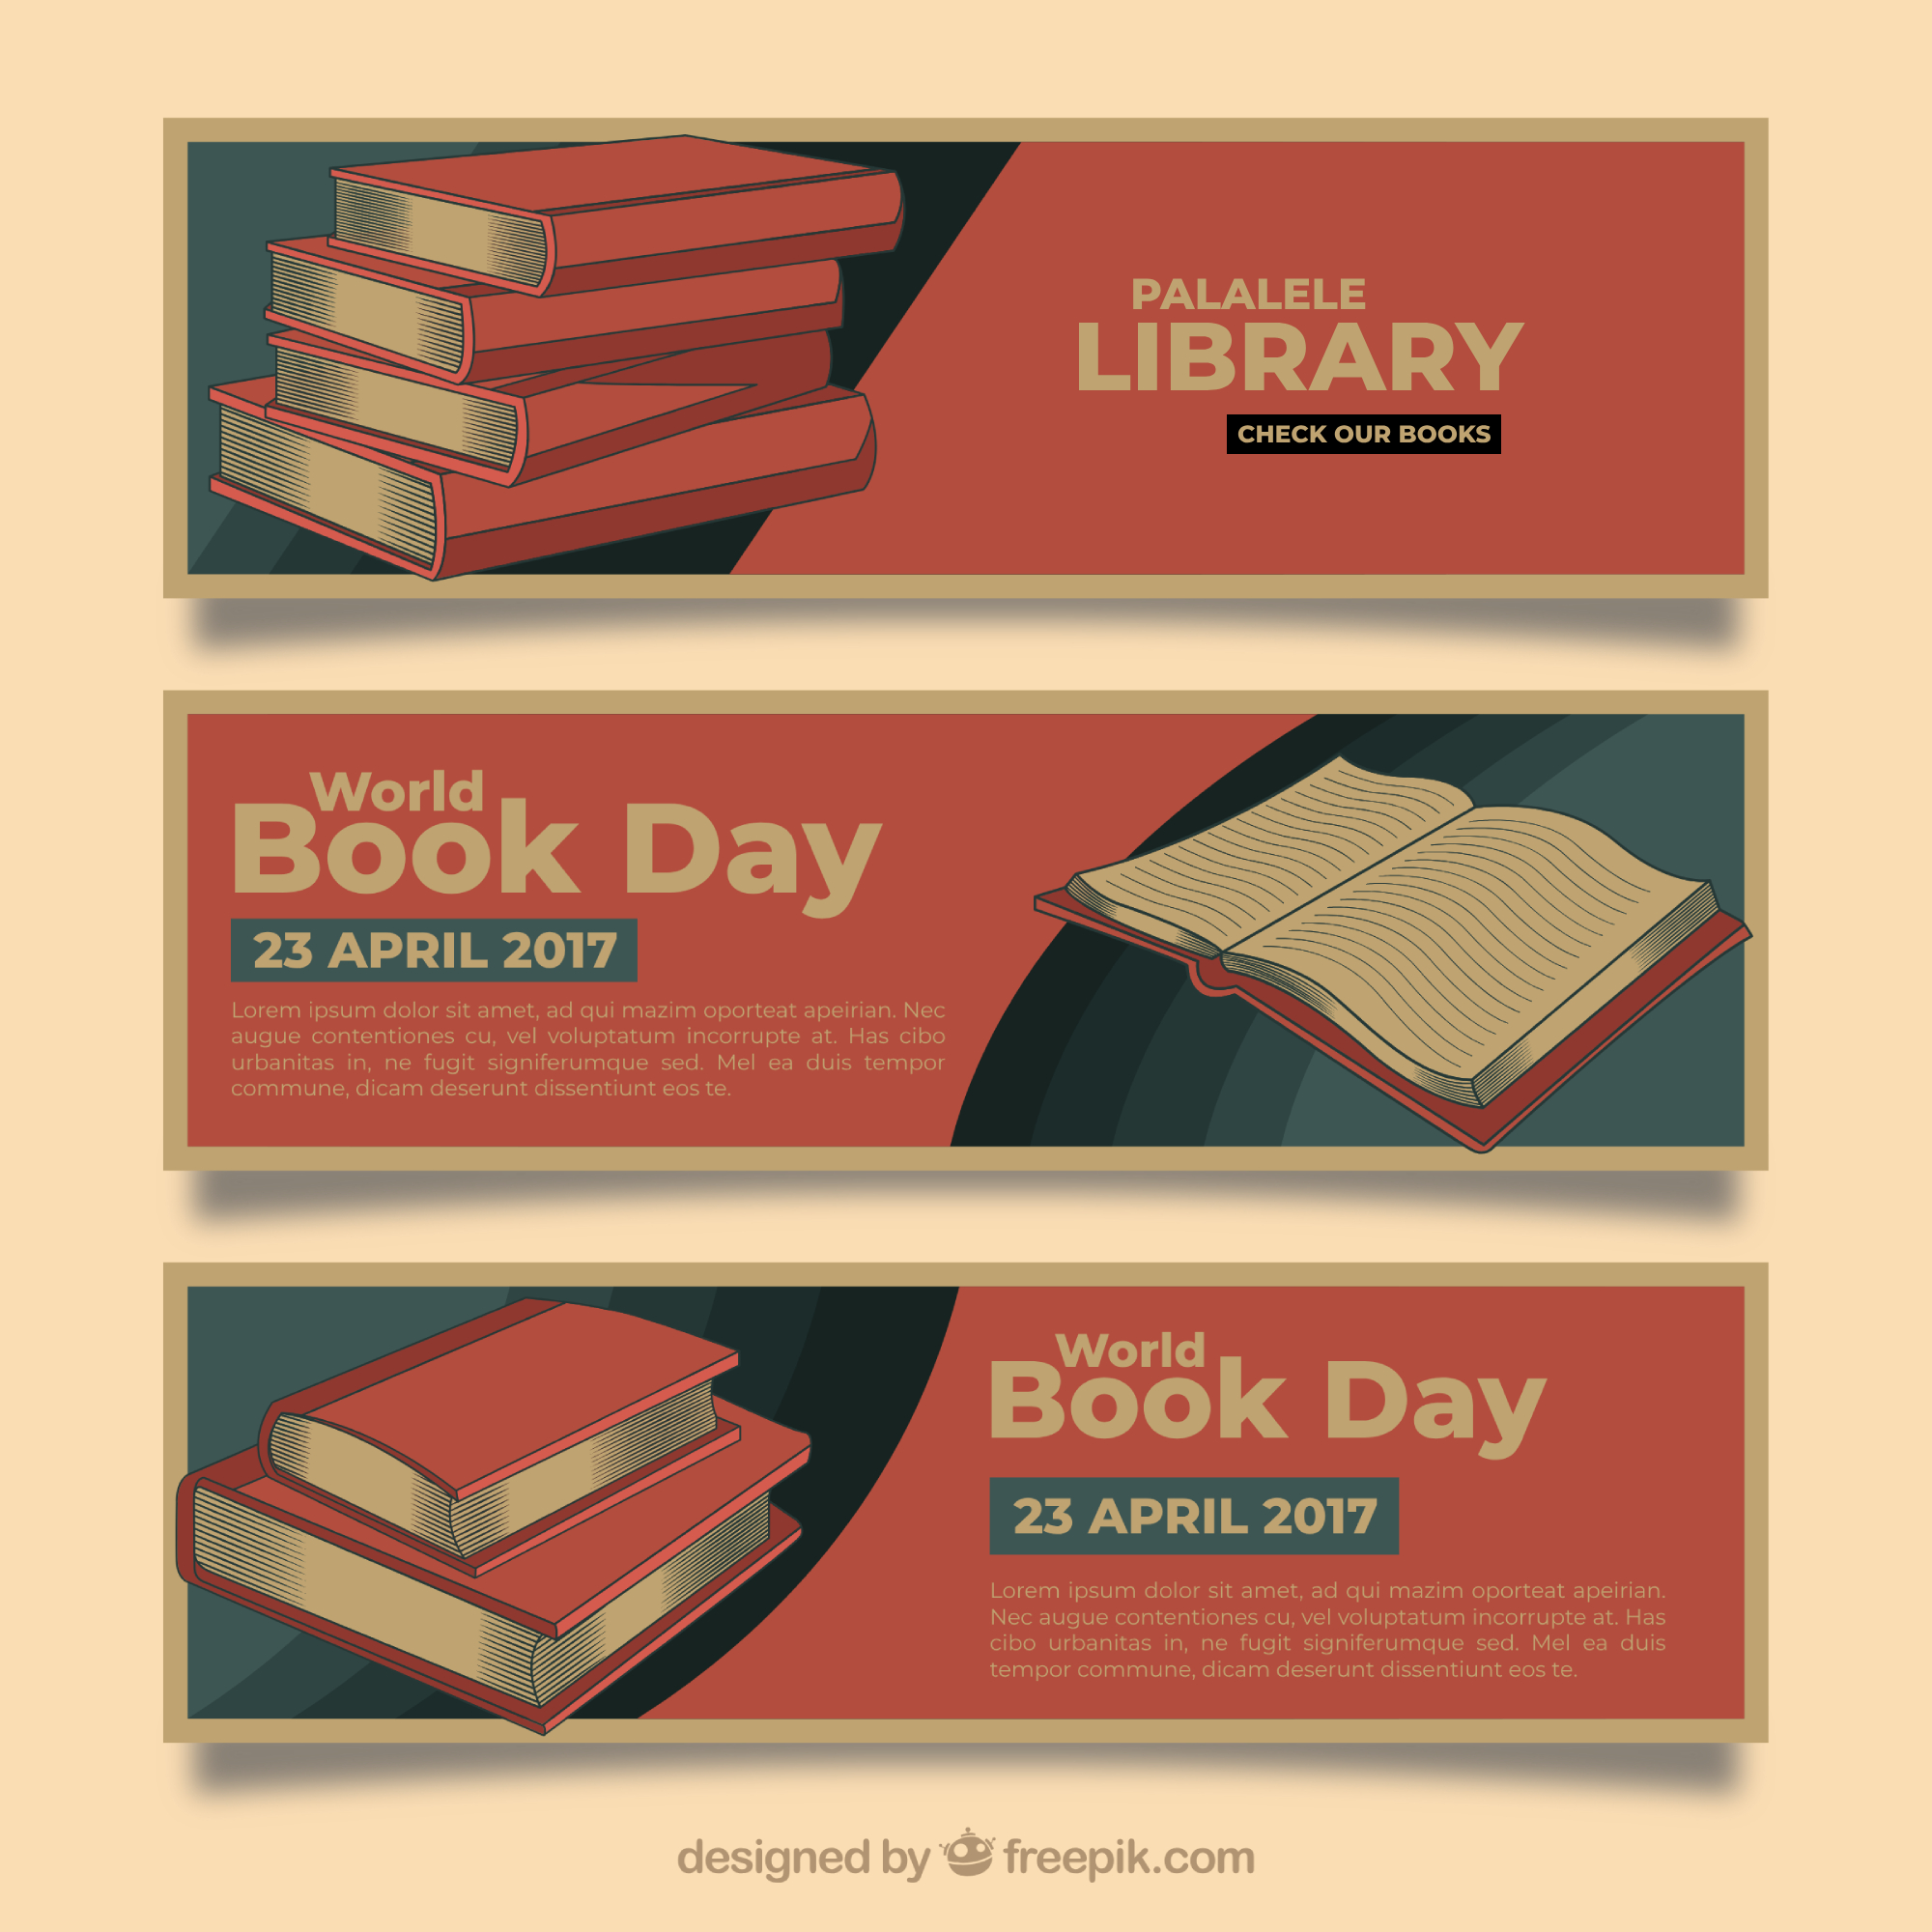 PALALELE
LIBRARY
CHECK OUR BOOKS
World
Book Day
23 APRIL 2017
Lorem ipsum dolor sit amet, ad qui mazim oporteat apeirian. Nec
augue contentiones cu, vel voluptatum incorrupte at. Has cibo
urbanitas in, ne fugit signiferumque sed. Mel ea duis tempor
commune, dicam deserunt dissentiunt eos te.
World
Book Day
23 APRIL 2017
Lorem ipsum dolor sit amet, ad qui mazim oporteat apeirian.
Nec augue contentiones cu, vel voluptatum incorrupte at. Has
cibo urbanitas in, ne fugit signiferumque sed. Mel ea duis
tempor commune, dicam deserunt dissentiunt eos te.
designed by freepik.com